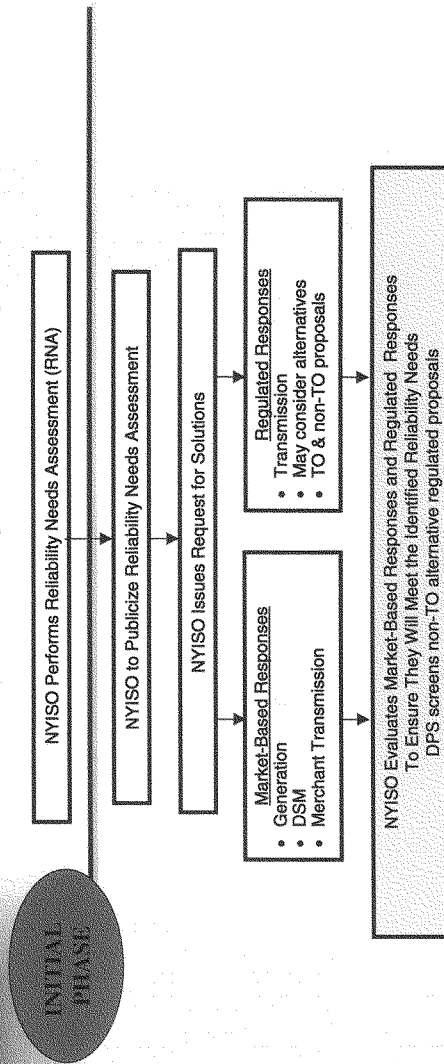 INITIAL
PHASE
NYISO Performs Reliability Needs Assessment (RNA)
NYISO to Publicize Reliability Needs Assessment
NYISO Issues Request for Solutions
Market-Based Responses
• Generation
• DSM
• Merchant Transmission
Regulated Responses
• Transmission
• May consider alternatives
• TO & non-TO proposals
NYISO Evaluates Market-Based Responses and Regulated Responses
To Ensure They Will Meet the Identified Reliability Needs
DPS screens non-TO alternative regulated proposals